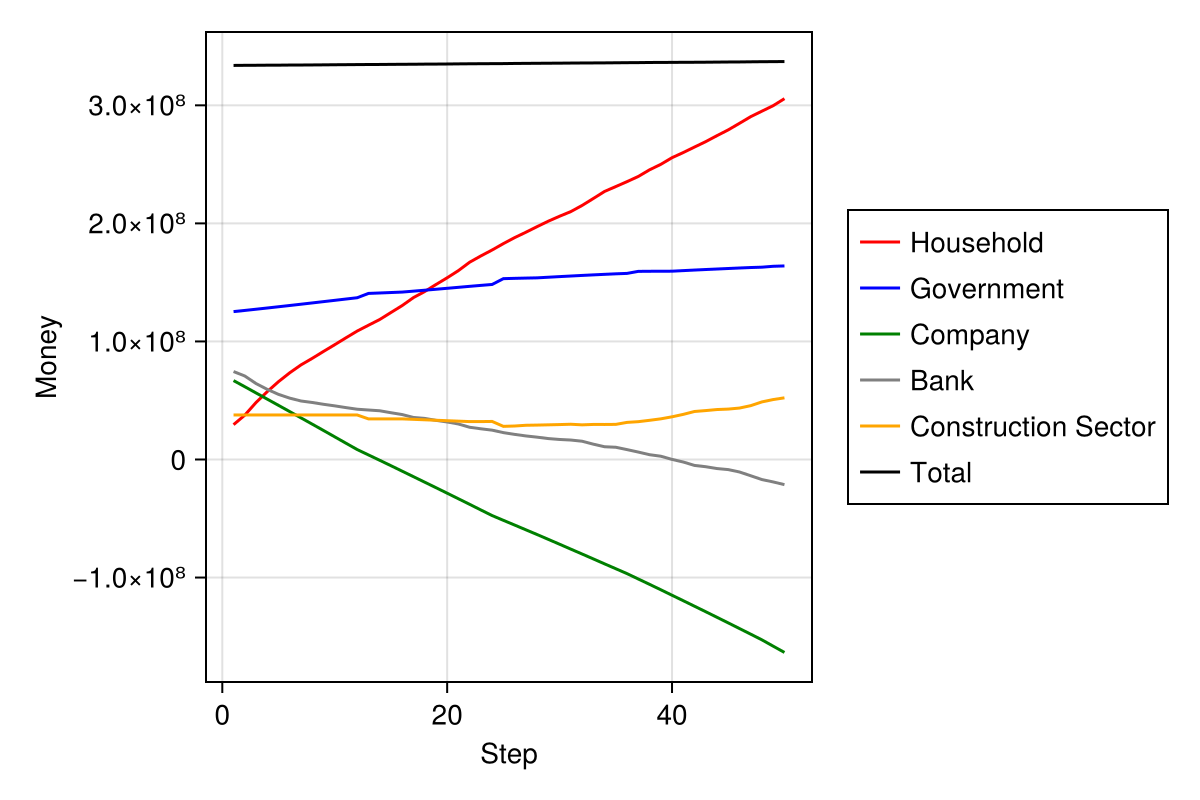 3.0×10⁸
2.0×10⁸
1.0×10⁸
0
−1.0×10⁸
Money
0 20 40
Step
Household
Government
Company
Bank
Construction Sector
Total